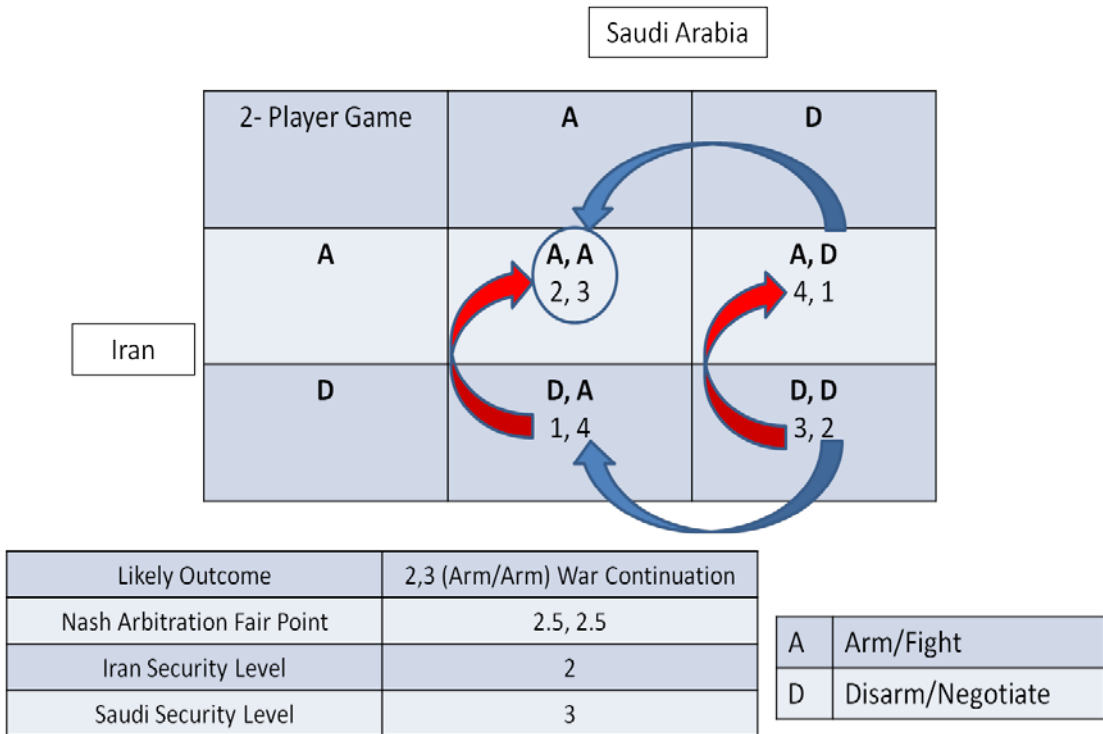 Saudi Arabia
2- Player Game
A
D
A
A, A
2, 3
A, D
4, 1
Iran
D
D, A
1, 4
D, D
3, 2
Likely Outcome
2,3 (Arm/Arm) War Continuation
Nash Arbitration Fair Point
2.5, 2.5
Iran Security Level
2
Saudi Security Level
3
A
Arm/Fight
D
Disarm/Negotiate